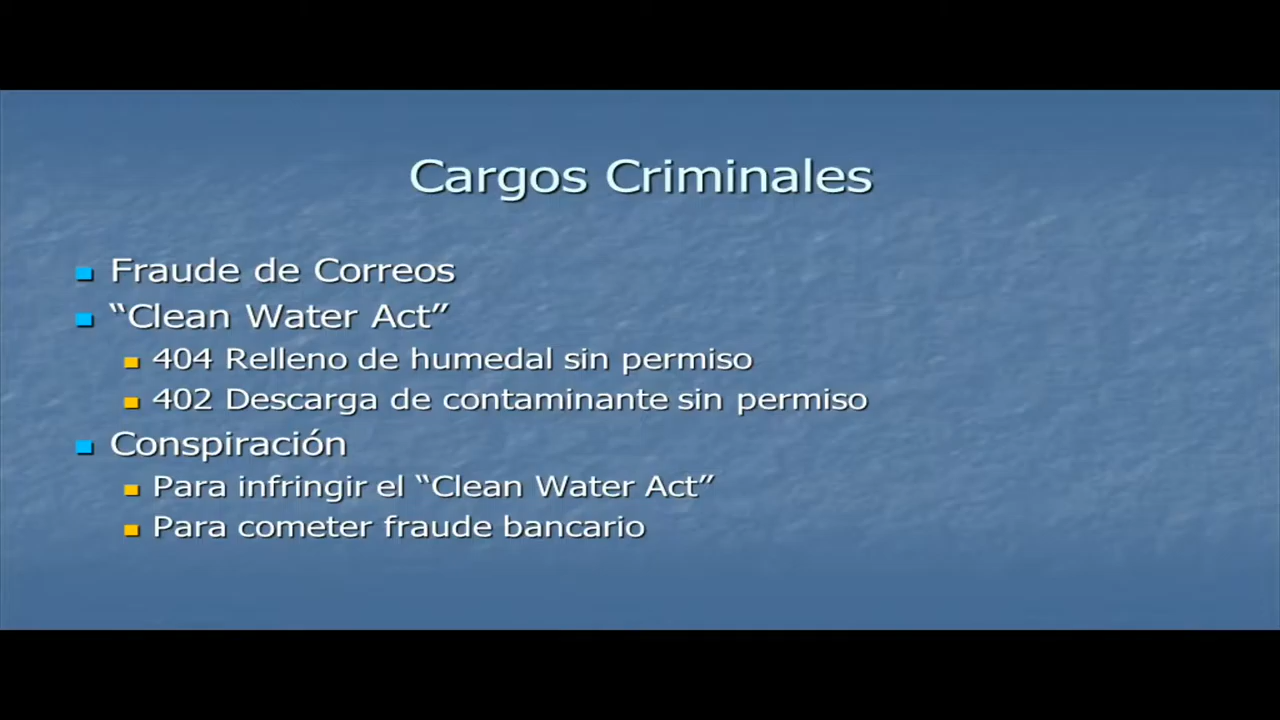 Cargos Criminales
Fraude de Correos
“Clean Water Act”
404 Relleno de humedal sin permiso
402 Descarga de contaminante sin permiso
Conspiración
Para infringir el “Clean Water Act”
Para cometer fraude bancario